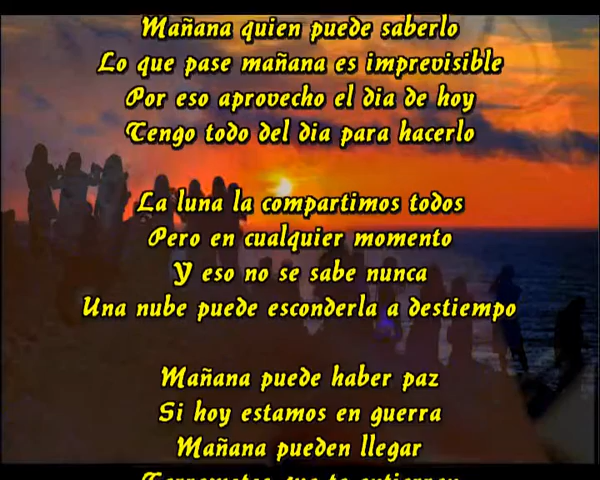 Mañana quien puede saberlo
Lo que pase mañana es imprevisible
Por eso aprovecho el dia de hoy
Tengo todo del dia para hacerlo
La luna la compartimos todos
Pero en cualquier momento
Y eso no se sabe nunca
Una nube puede esconderla a destiempo
Mañana puede haber paz
Si hoy estamos en guerra
Mañana pueden llegar